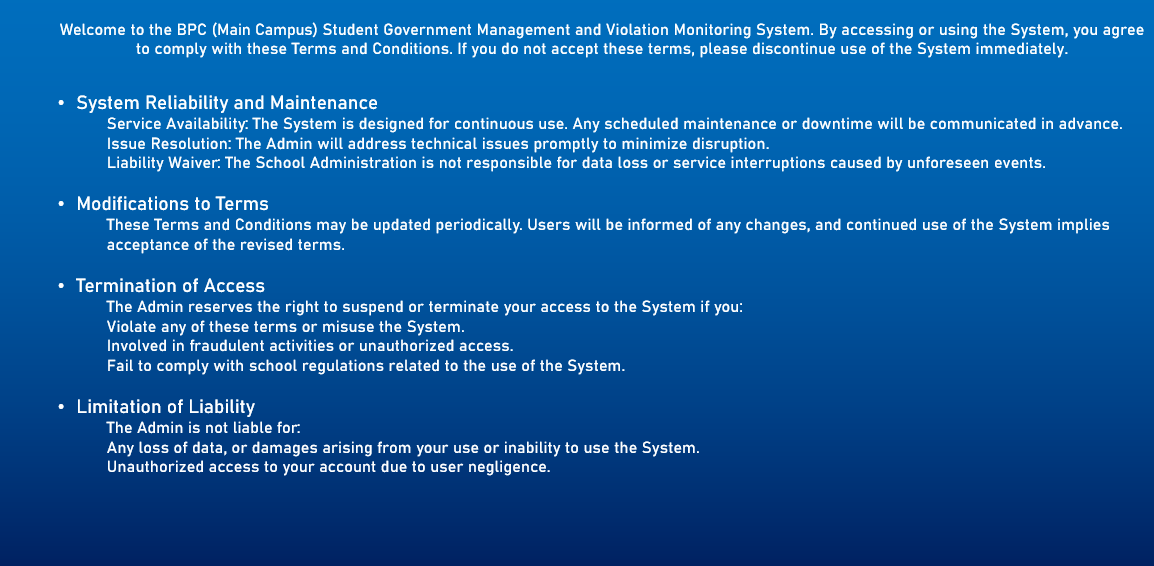 Welcome to the BPC (Main Campus) Student Government Management and Violation Monitoring System. By accessing or using the System, you agree
to comply with these Terms and Conditions. If you do not accept these terms, please discontinue use of the System immediately.
• System Reliability and Maintenance
Service Availability: The System is designed for continuous use. Any scheduled maintenance or downtime will be communicated in advance.
Issue Resolution: The Admin will address technical issues promptly to minimize disruption.
Liability Waiver: The School Administration is not responsible for data loss or service interruptions caused by unforeseen events.
• Modifications to Terms
These Terms and Conditions may be updated periodically. Users will be informed of any changes, and continued use of the System implies
acceptance of the revised terms.
• Termination of Access
The Admin reserves the right to suspend or terminate your access to the System if you:
Violate any of these terms or misuse the System.
Involved in fraudulent activities or unauthorized access.
Fail to comply with school regulations related to the use of the System.
• Limitation of Liability
The Admin is not liable for:
Any loss of data, or damages arising from your use or inability to use the System.
Unauthorized access to your account due to user negligence.